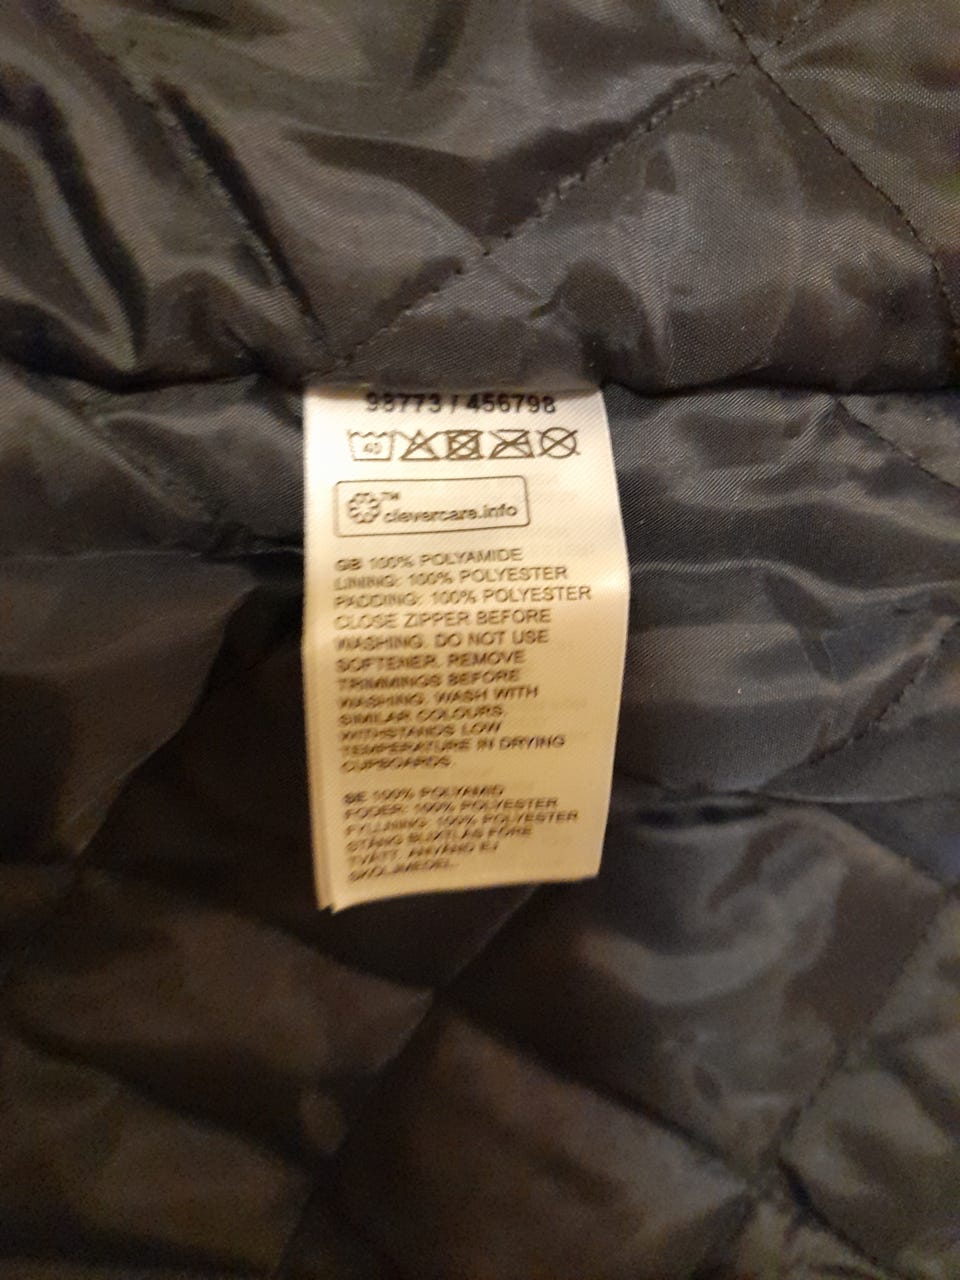 98773 / 456798
40
TM
clevercare.info
GB 100% POLYAMIDE
LINING: 100% POLYESTER
PADDING: 100% POLYESTER
CLOSE ZIPPER BEFORE
WASHING. DO NOT USE
SOFTENER. REMOVE
TRIMMINGS BEFORE
WASHING. WASH WITH
SIMILAR COLOURS.
WITHSTANDS LOW
TEMPERATURE IN DRYING
CUPBOARDS.
SE 100% POLYAMID
FODER: 100% POLYESTER
FYLLNING: 100% POLYESTER
STÄNG BLIXTLÅS FÖRE
TVÄTT. ANVÄND EJ
SKÖLJMEDEL.